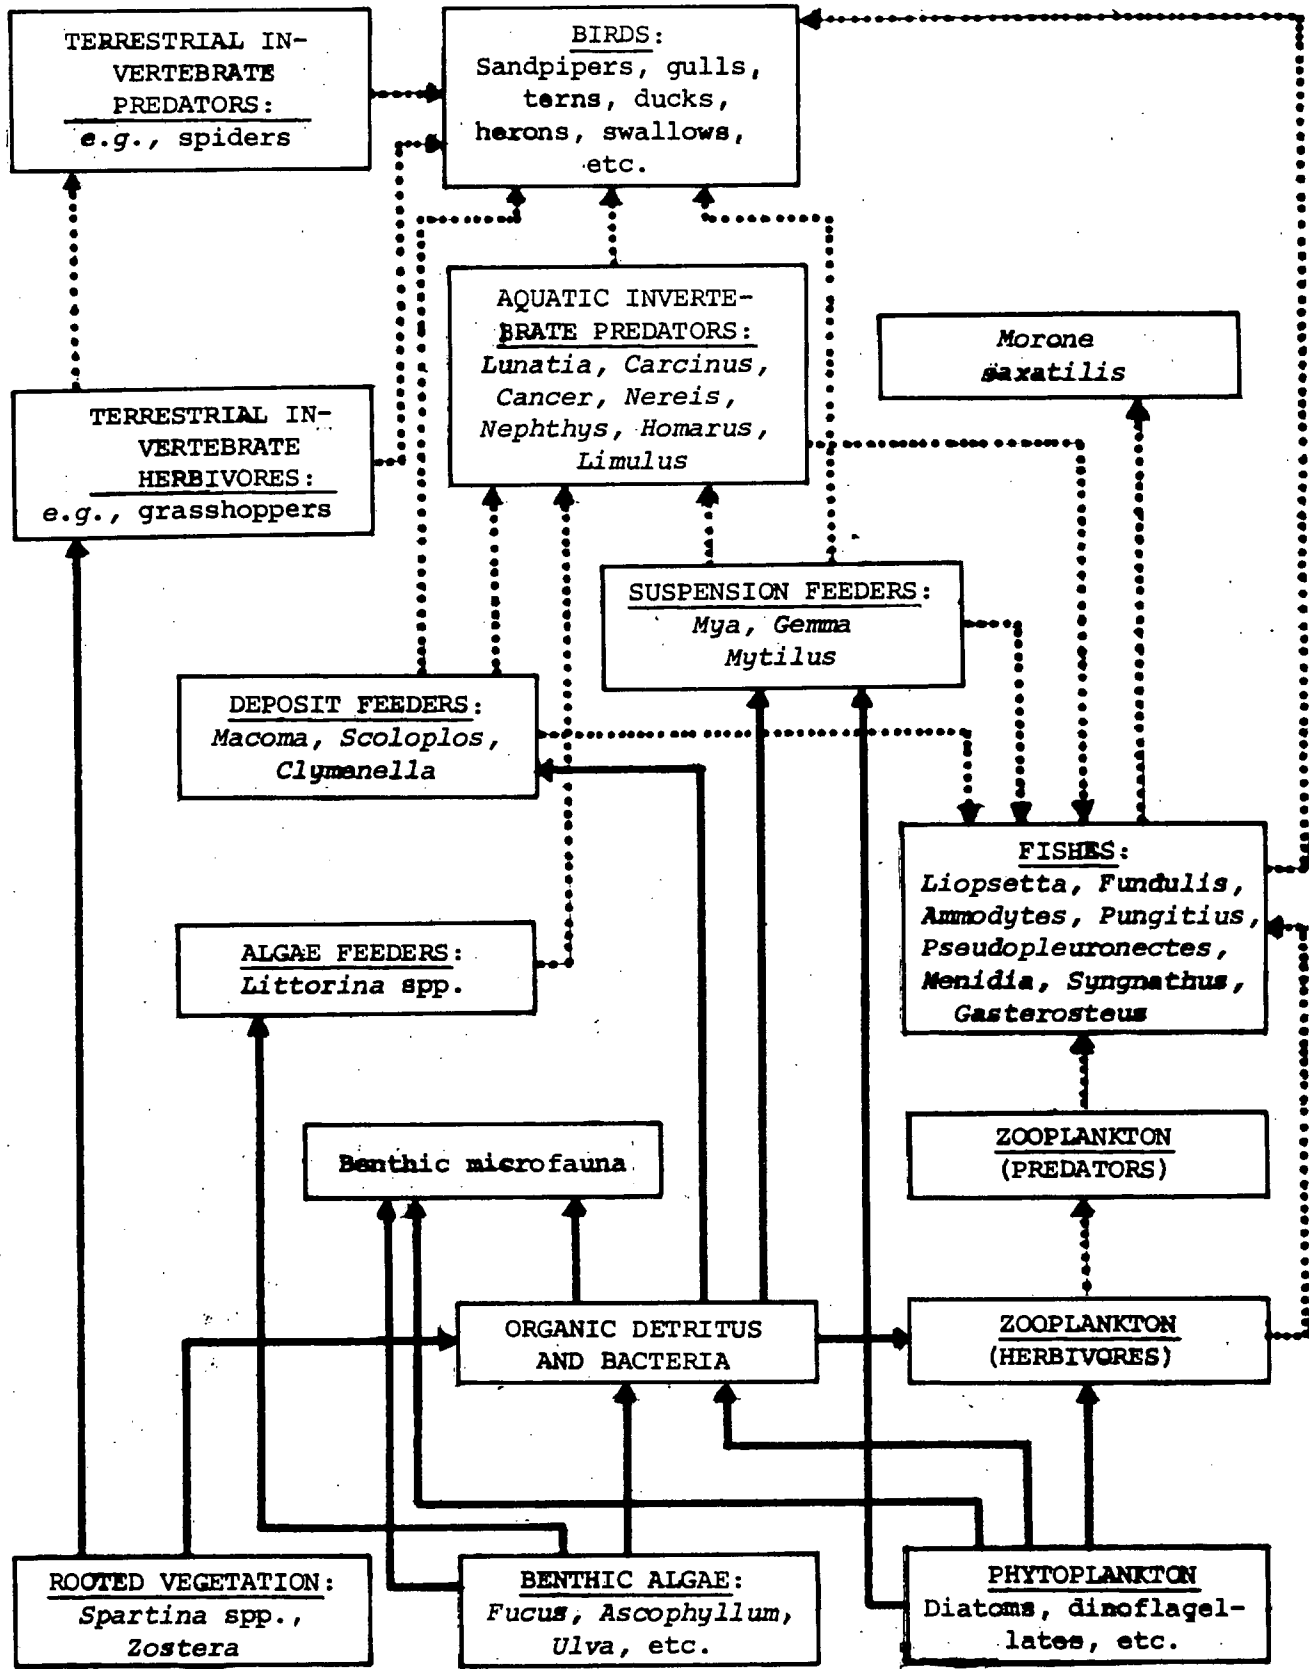 TERRESTRIAL IN-
VERTEBRATE
PREDATORS:
e.g., spiders
BIRDS:
Sandpipers, gulls,
terns, ducks,
herons, swallows,
etc.
AQUATIC INVERTE-
BRATE PREDATORS:
Lunatia, Carcinus,
Cancer, Nereis,
Nephthys, Homarus,
Limulus
Morone
saxatilis
TERRESTRIAL IN-
VERTEBRATE
HERBIVORES:
e.g., grasshoppers
SUSPENSION FEEDERS:
Mya, Gemma
Mytilus
DEPOSIT FEEDERS:
Macoma, Scoloplos,
Clymenella
FISHES:
Liopsetta, Fundulis,
Ammodytes, Pungitius,
Pseudopleuronectes,
Menidia, Syngnathus,
Gasterosteus
ALGAE FEEDERS:
Littorina spp.
Benthic microfauna
ZOOPLANKTON
(PREDATORS)
ORGANIC DETRITUS
AND BACTERIA
ZOOPLANKTON
(HERBIVORES)
ROOTED VEGETATION:
Spartina spp.,
Zostera
BENTHIC ALGAE:
Fucus, Ascophyllum,
Ulva, etc.
PHYTOPLANKTON
Diatoms, dinoflagel-
lates, etc.